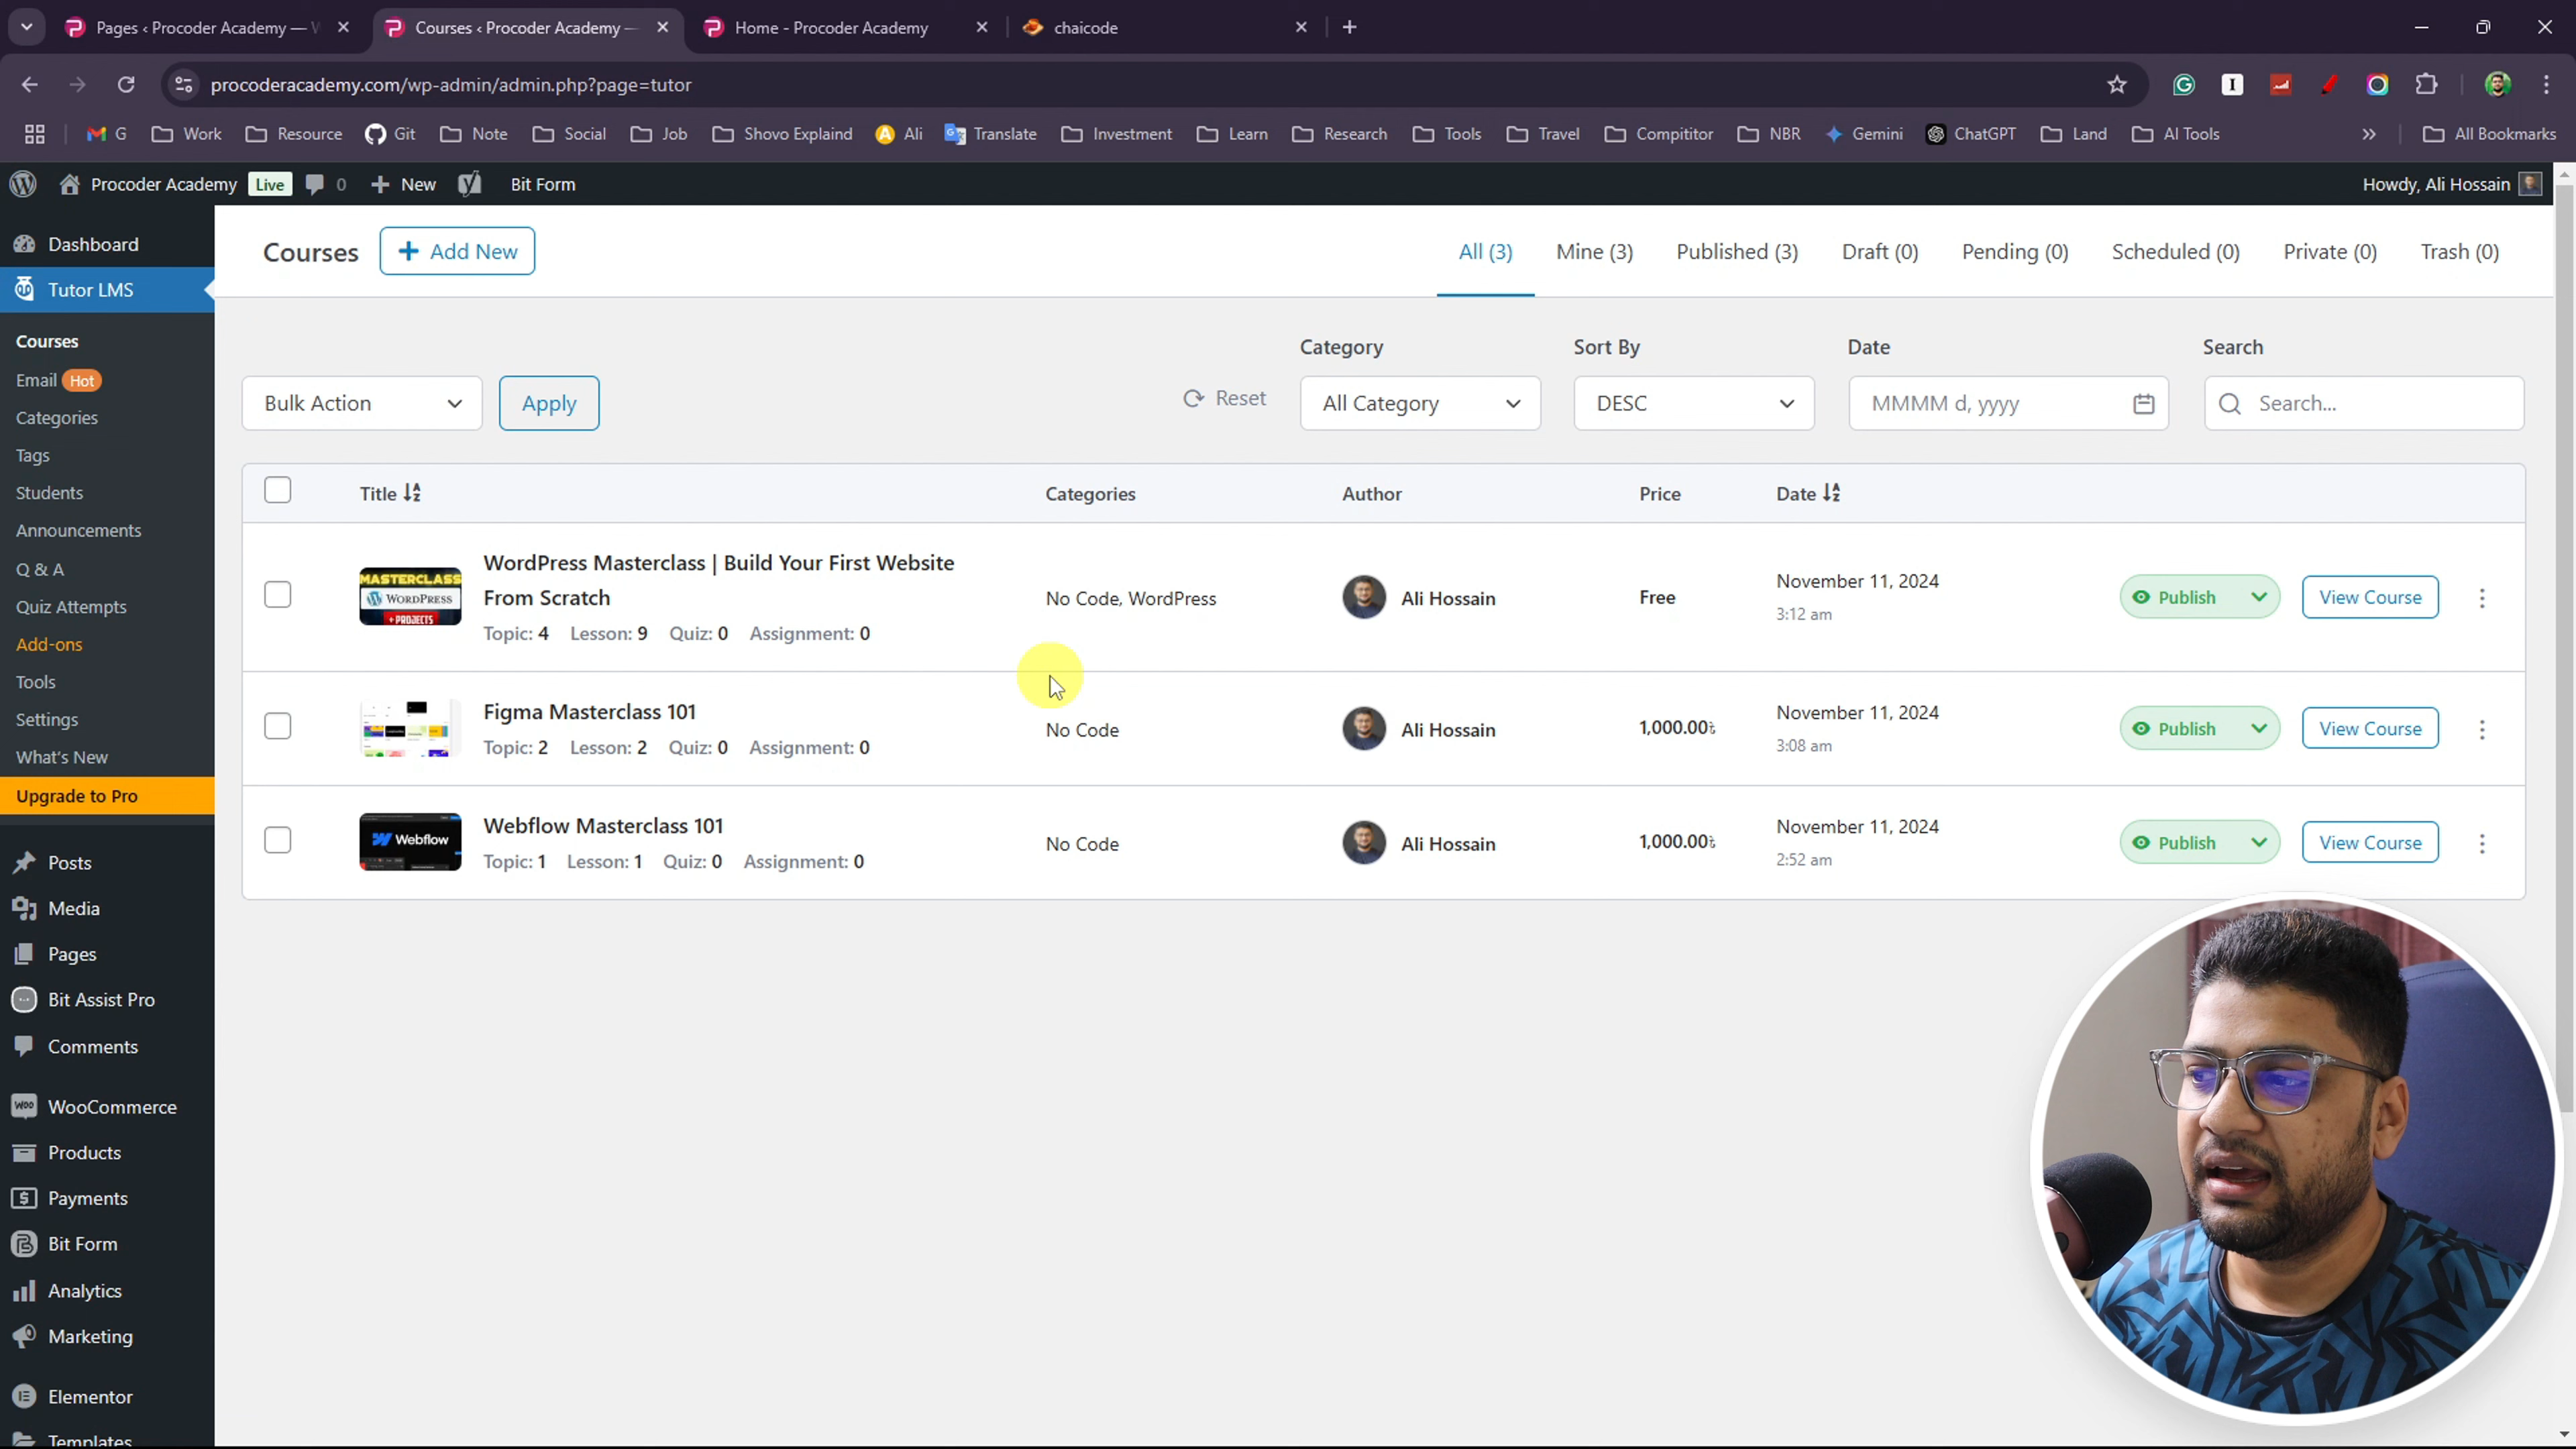 Pages ‹ Procoder Academy —
Courses ‹ Procoder Academy —
Home - Procoder Academy
chaicode
procoderacademy.com/wp-admin/admin.php?page=tutor
G
Work
Resource
Git
Note
Social
Job
Shovo Explaind
Ali
Translate
Investment
Learn
Research
Tools
Travel
Compititor
NBR
Gemini
ChatGPT
Land
AI Tools
All Bookmarks
Procoder Academy Live 0 New Bit Form
Howdy, Ali Hossain
Dashboard
Tutor LMS
Courses
Email Hot
Categories
Tags
Students
Announcements
Q & A
Quiz Attempts
Add-ons
Tools
Settings
What's New
Upgrade to Pro
Posts
Media
Pages
Bit Assist Pro
Comments
WooCommerce
Products
Payments
Bit Form
Analytics
Marketing
Elementor
Templates
Courses
+ Add New
All (3) Mine (3) Published (3) Draft (0) Pending (0) Scheduled (0) Private (0) Trash (0)
Category Sort By Date Search
Bulk Action Apply Reset All Category DESC MMMM d, yyyy Search...
Title Categories Author Price Date
MASTERCLASS
WORDPRESS
+ PROJECTS
WordPress Masterclass | Build Your First Website
From Scratch
Topic: 4 Lesson: 9 Quiz: 0 Assignment: 0
No Code, WordPress
Ali Hossain
Free
November 11, 2024
3:12 am
Publish
View Course
Figma Masterclass 101
Topic: 2 Lesson: 2 Quiz: 0 Assignment: 0
No Code
Ali Hossain
1,000.00৳
November 11, 2024
3:08 am
Publish
View Course
Webflow
Webflow Masterclass 101
Topic: 1 Lesson: 1 Quiz: 0 Assignment: 0
No Code
Ali Hossain
1,000.00৳
November 11, 2024
2:52 am
Publish
View Course